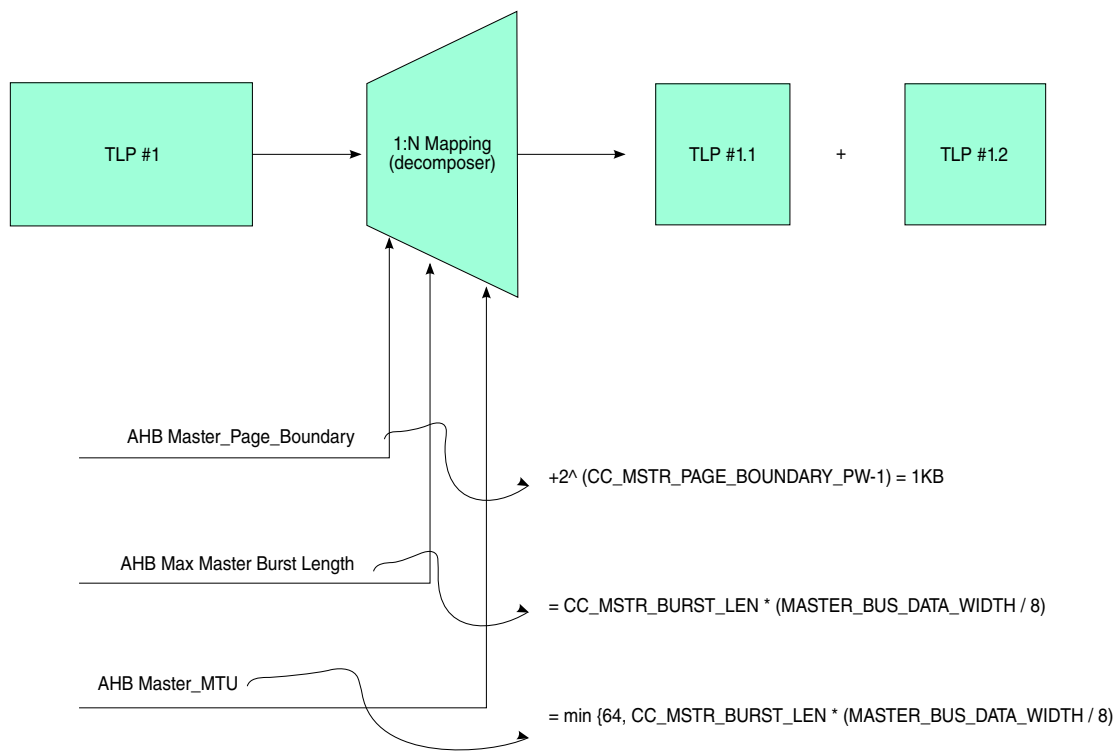 TLP #1
1:N Mapping
(decomposer)
TLP #1.1
+
TLP #1.2
AHB Master_Page_Boundary
+2^ (CC_MSTR_PAGE_BOUNDARY_PW-1) = 1KB
AHB Max Master Burst Length
= CC_MSTR_BURST_LEN * (MASTER_BUS_DATA_WIDTH / 8)
AHB Master_MTU
= min {64, CC_MSTR_BURST_LEN * (MASTER_BUS_DATA_WIDTH / 8)